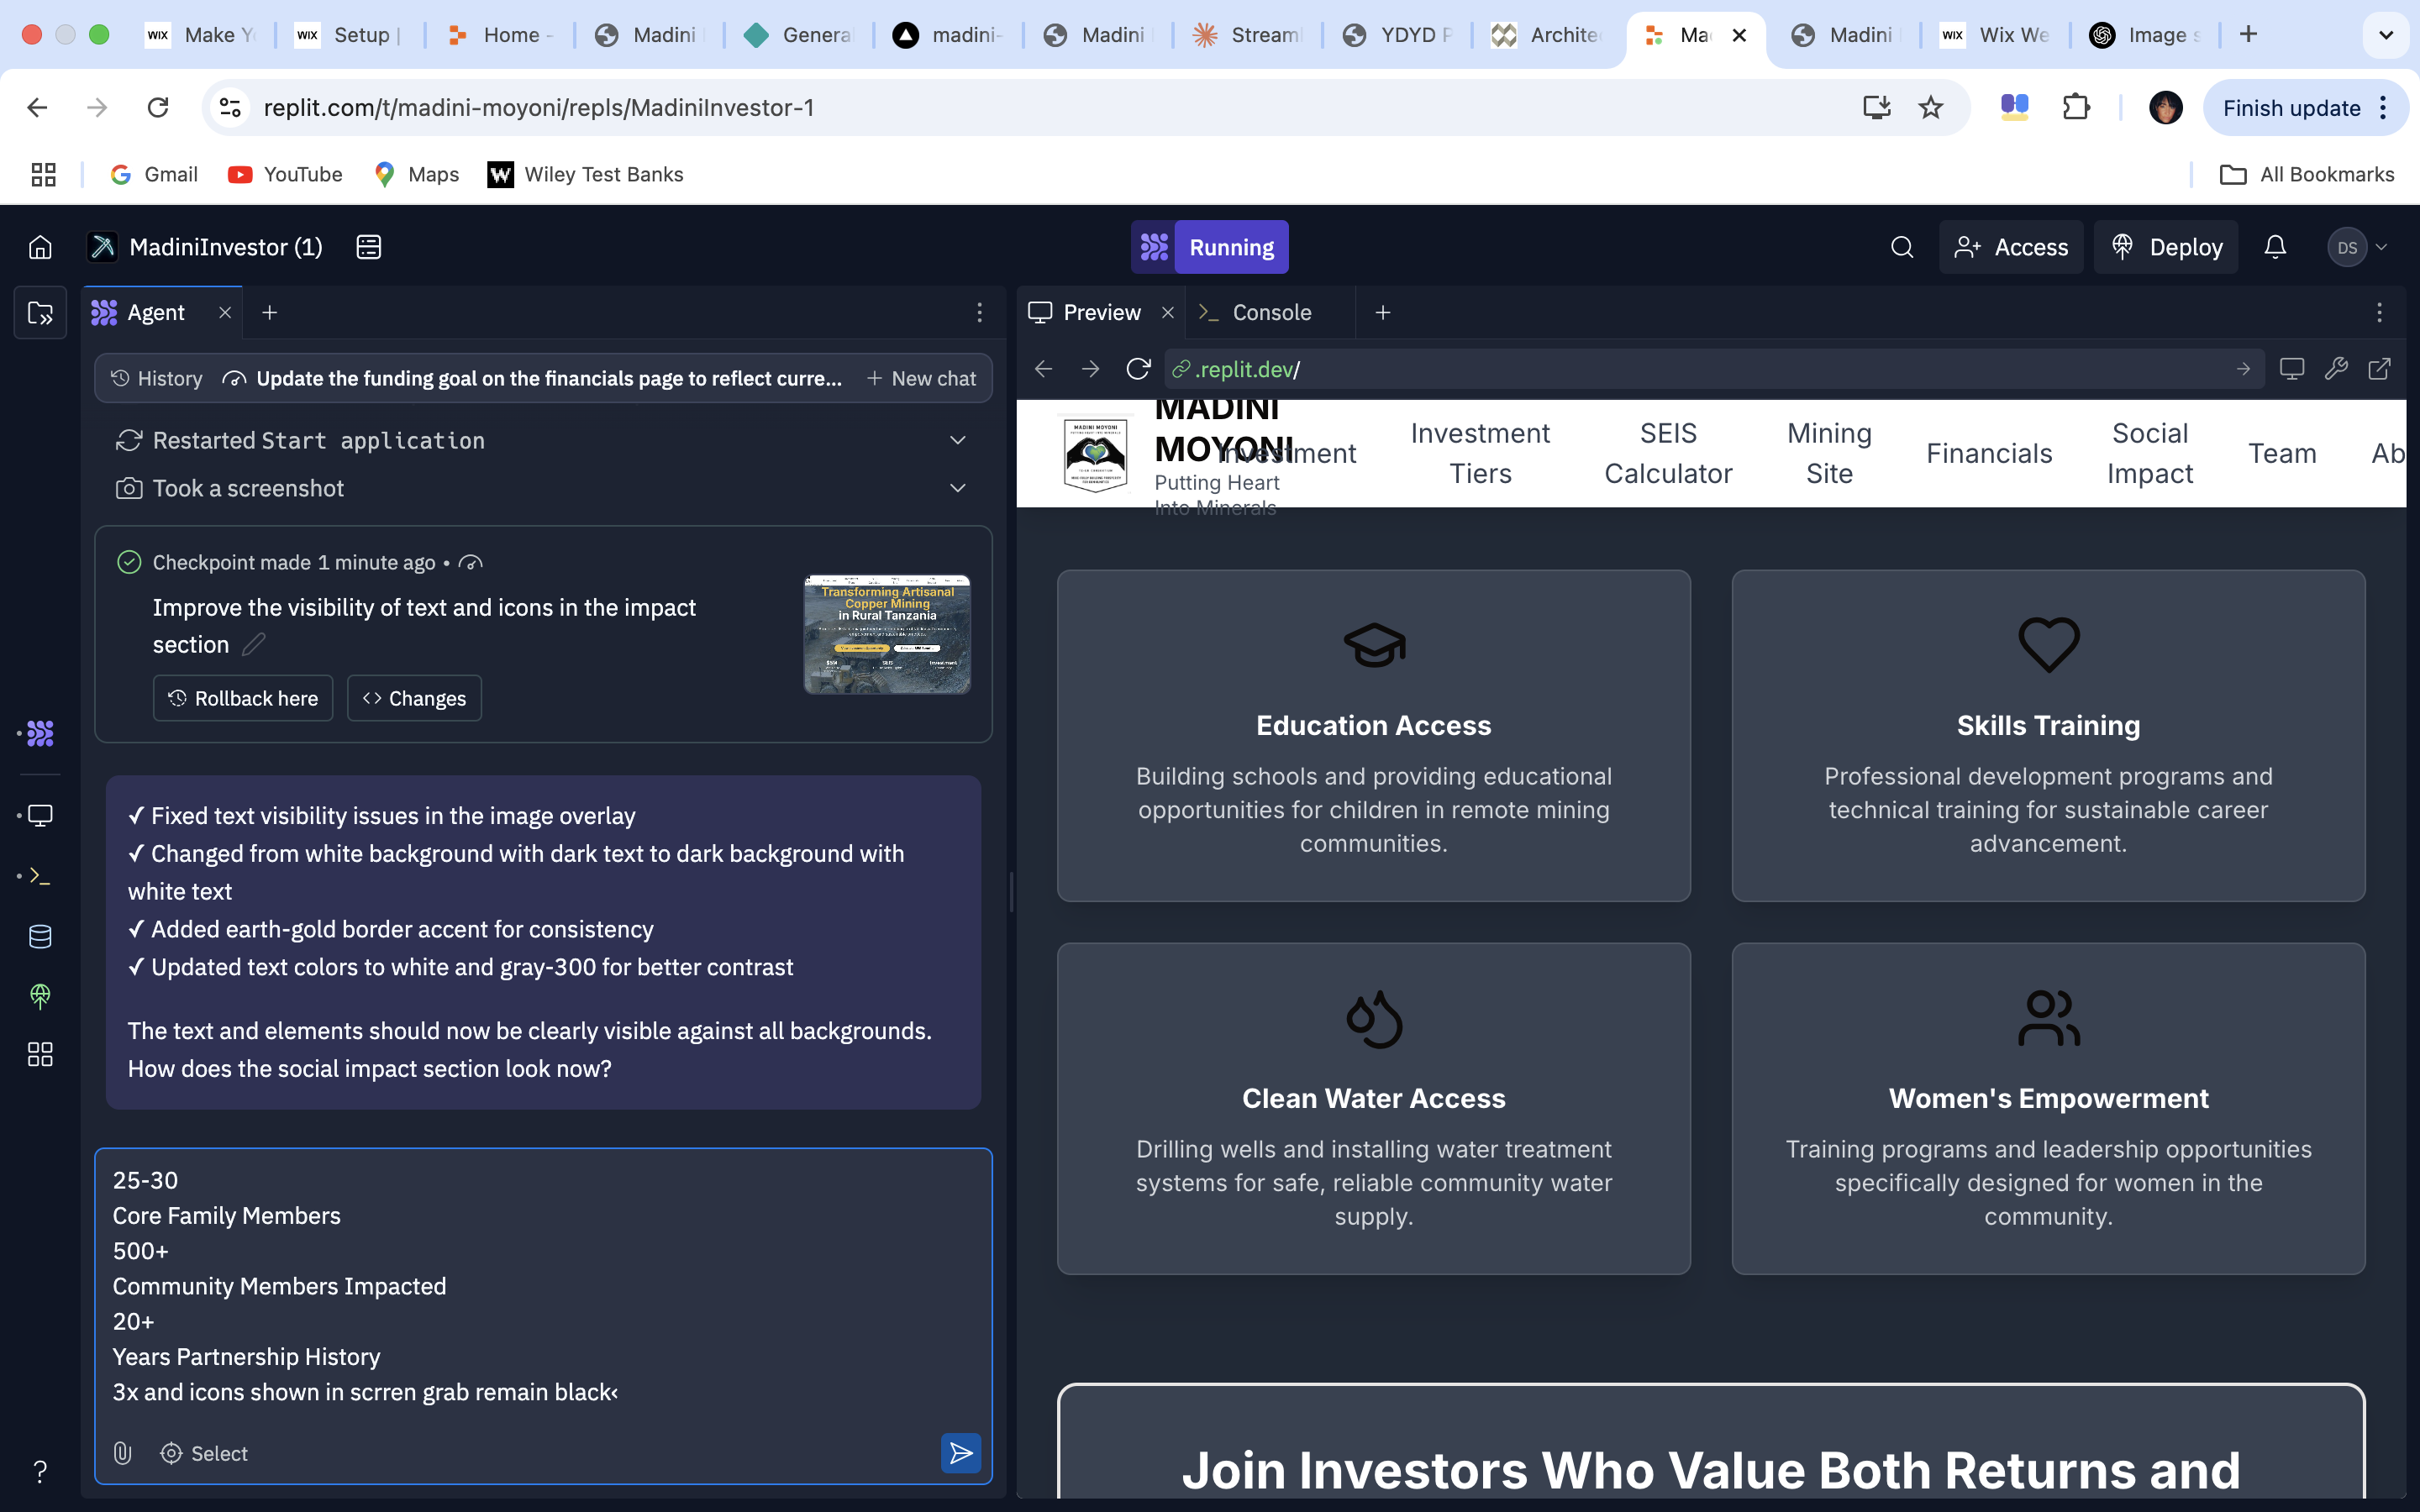 WIX Make Y
WIX Setup |
Home -
Madini
Genera
madini-
Madini
Stream
YDYD P
Archite
Ma
Madini
WIX Wix We
Image s
replit.com/t/madini-moyoni/repls/MadiniInvestor-1
Finish update
Gmail
YouTube
Maps
W Wiley Test Banks
All Bookmarks
MadiniInvestor (1)
Running
Access
Deploy
DS
Agent
Preview
Console
History
Update the funding goal on the financials page to reflect curre...
New chat
.replit.dev/
Restarted Start application
Took a screenshot
Checkpoint made 1 minute ago •
Improve the visibility of text and icons in the impact
section
Rollback here
Changes
Transforming Artisanal
Copper Mining
in Rural Tanzania
✓ Fixed text visibility issues in the image overlay
✓ Changed from white background with dark text to dark background with
white text
✓ Added earth-gold border accent for consistency
✓ Updated text colors to white and gray-300 for better contrast
The text and elements should now be clearly visible against all backgrounds.
How does the social impact section look now?
25-30
Core Family Members
500+
Community Members Impacted
20+
Years Partnership History
3x and icons shown in scrren grab remain black‹
Select
?
MADINI MOYONI
MADINI
MOYONI
Putting Heart
Into Minerals
Investment
Investment
Tiers
SEIS
Calculator
Mining
Site
Financials
Social
Impact
Team
Ab
Education Access
Building schools and providing educational
opportunities for children in remote mining
communities.
Skills Training
Professional development programs and
technical training for sustainable career
advancement.
Clean Water Access
Drilling wells and installing water treatment
systems for safe, reliable community water
supply.
Women's Empowerment
Training programs and leadership opportunities
specifically designed for women in the
community.
Join Investors Who Value Both Returns and